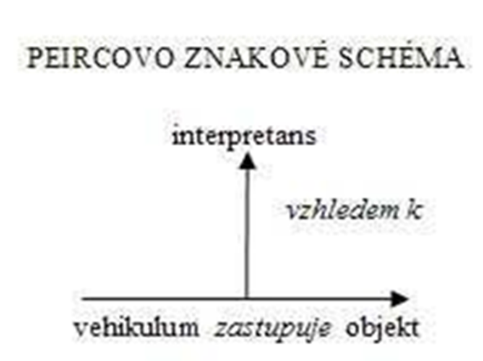 PEIRCOVO ZNAKOVÉ SCHÉMA
interpretans
vzhledem k
vehikulum zastupuje objekt